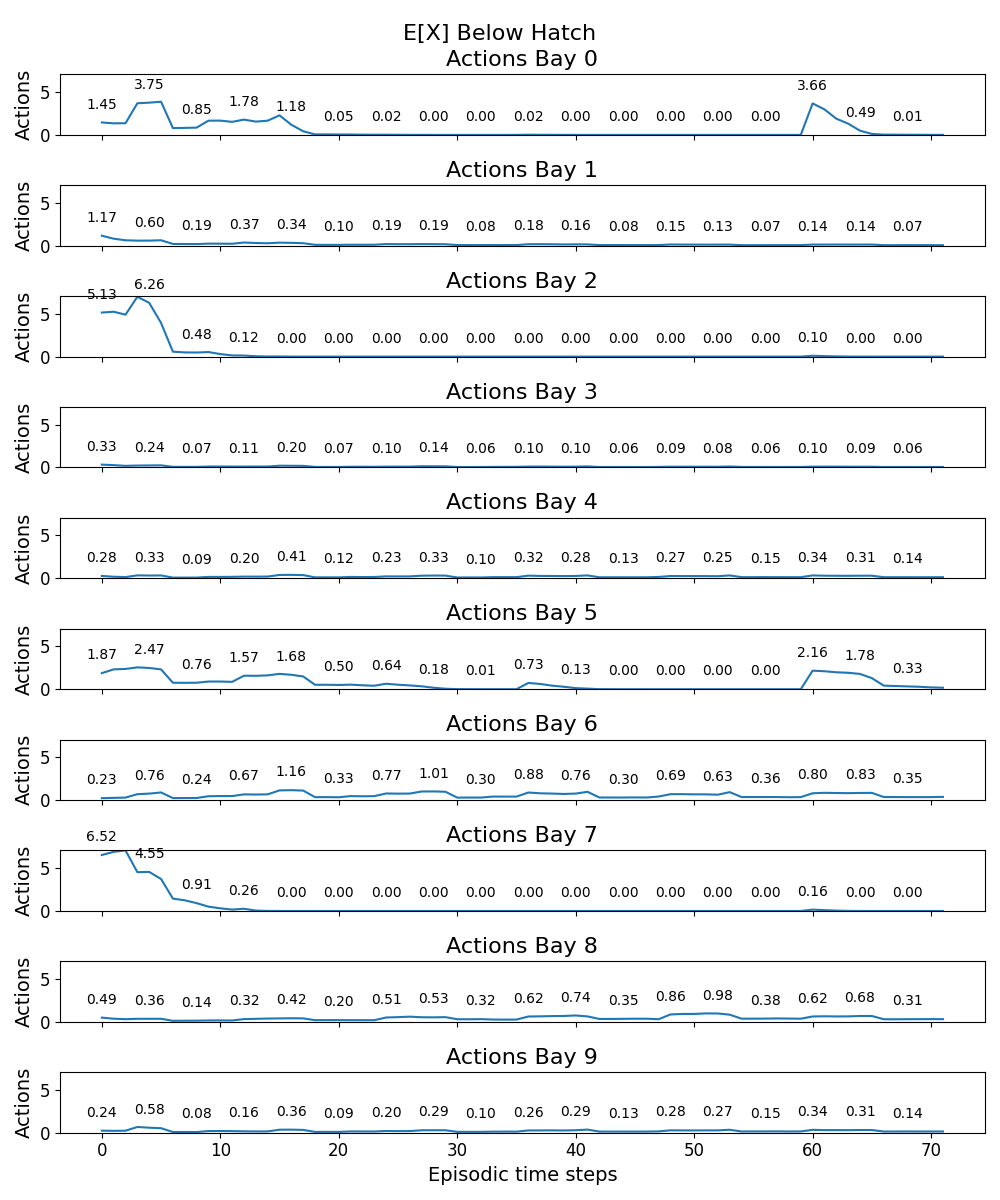 E[X] Below Hatch
Actions Bay 0
Actions
5
0
1.45 3.75 0.85 1.78 1.18 0.05 0.02 0.00 0.00 0.02 0.00 0.00 0.00 0.00 0.00 3.66 0.49 0.01
Actions Bay 1
Actions
5
0
1.17 0.60 0.19 0.37 0.34 0.10 0.19 0.19 0.08 0.18 0.16 0.08 0.15 0.13 0.07 0.14 0.14 0.07
Actions Bay 2
Actions
5
0
5.13 6.26 0.48 0.12 0.00 0.00 0.00 0.00 0.00 0.00 0.00 0.00 0.00 0.00 0.00 0.10 0.00 0.00
Actions Bay 3
Actions
5
0
0.33 0.24 0.07 0.11 0.20 0.07 0.10 0.14 0.06 0.10 0.10 0.06 0.09 0.08 0.06 0.10 0.09 0.06
Actions Bay 4
Actions
5
0
0.28 0.33 0.09 0.20 0.41 0.12 0.23 0.33 0.10 0.32 0.28 0.13 0.27 0.25 0.15 0.34 0.31 0.14
Actions Bay 5
Actions
5
0
1.87 2.47 0.76 1.57 1.68 0.50 0.64 0.18 0.01 0.73 0.13 0.00 0.00 0.00 0.00 2.16 1.78 0.33
Actions Bay 6
Actions
5
0
0.23 0.76 0.24 0.67 1.16 0.33 0.77 1.01 0.30 0.88 0.76 0.30 0.69 0.63 0.36 0.80 0.83 0.35
Actions Bay 7
Actions
5
0
6.52 4.55 0.91 0.26 0.00 0.00 0.00 0.00 0.00 0.00 0.00 0.00 0.00 0.00 0.00 0.16 0.00 0.00
Actions Bay 8
Actions
5
0
0.49 0.36 0.14 0.32 0.42 0.20 0.51 0.53 0.32 0.62 0.74 0.35 0.86 0.98 0.38 0.62 0.68 0.31
Actions Bay 9
Actions
5
0
0.24 0.58 0.08 0.16 0.36 0.09 0.20 0.29 0.10 0.26 0.29 0.13 0.28 0.27 0.15 0.34 0.31 0.14
0 10 20 30 40 50 60 70
Episodic time steps